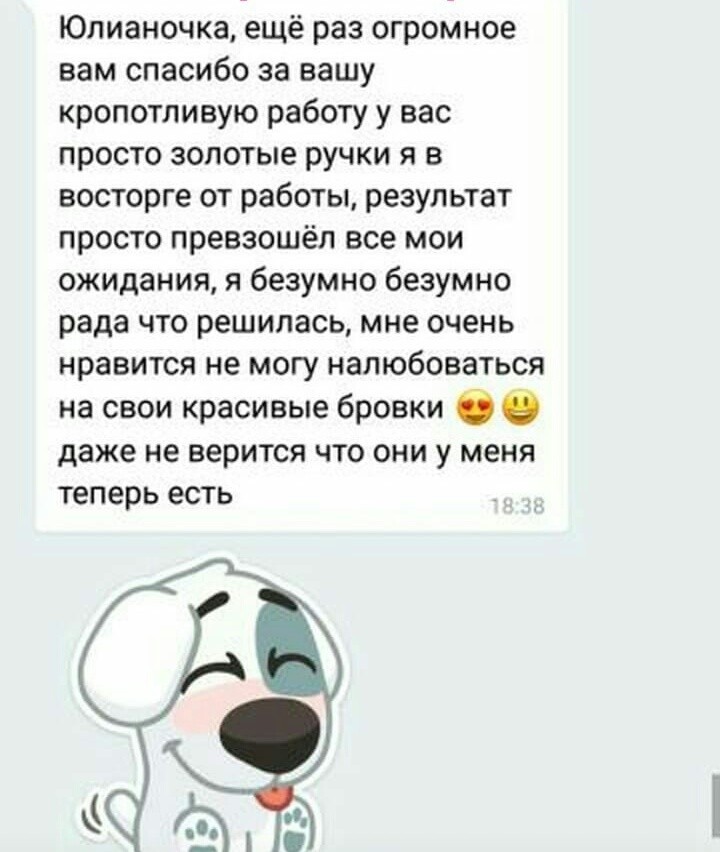 Юлианочка, ещё раз огромное
вам спасибо за вашу
кропотливую работу у вас
просто золотые ручки я в
восторге от работы, результат
просто превзошёл все мои
ожидания, я безумно безумно
рада что решилась, мне очень
нравится не могу налюбоваться
на свои красивые бровки 😍 😃
даже не верится что они у меня
теперь есть
18:38